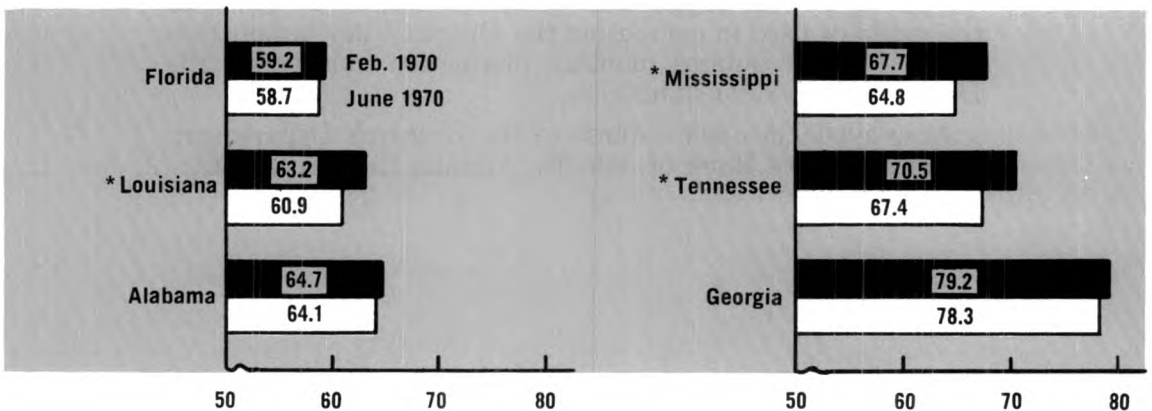 Florida
59.2 Feb. 1970
58.7 June 1970
* Louisiana
63.2
60.9
Alabama
64.7
64.1
50 60 70 80
* Mississippi
67.7
64.8
* Tennessee
70.5
67.4
Georgia
79.2
78.3
50 60 70 80